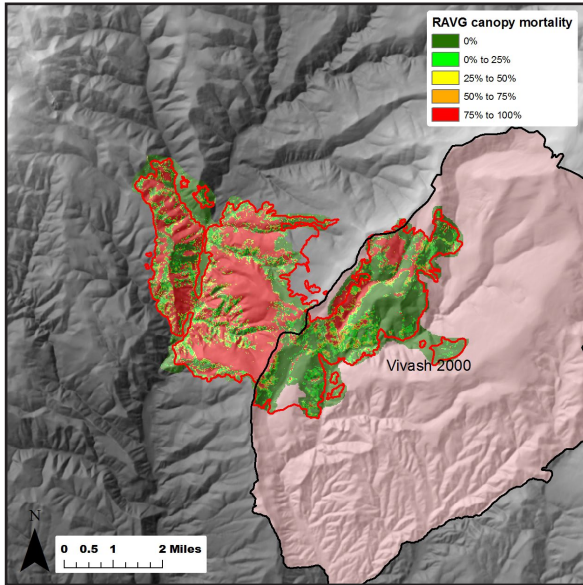 RAVG canopy mortality
0%
0% to 25%
25% to 50%
50% to 75%
75% to 100%
Vivash 2000
N
0 0.5 1 2 Miles